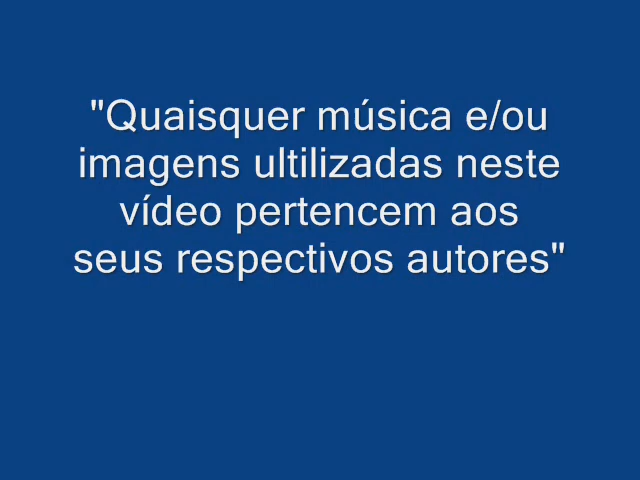 "Quaisquer música e/ou
imagens ultilizadas neste
vídeo pertencem aos
seus respectivos autores"